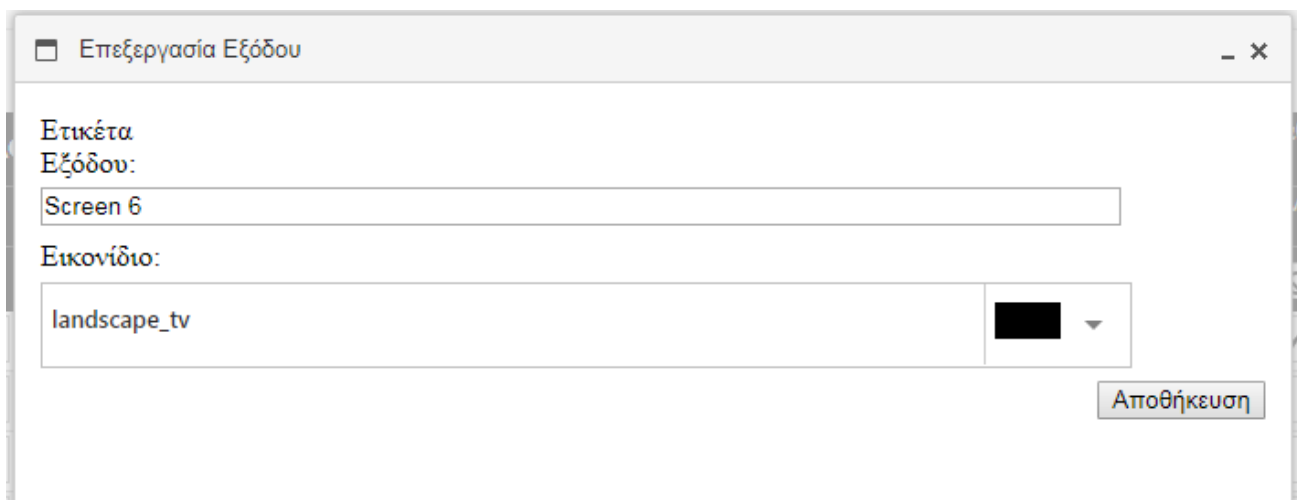 Επεξεργασία Εξόδου
Ετικέτα
Εξόδου:
Screen 6
Εικονίδιο:
landscape_tv
Αποθήκευση